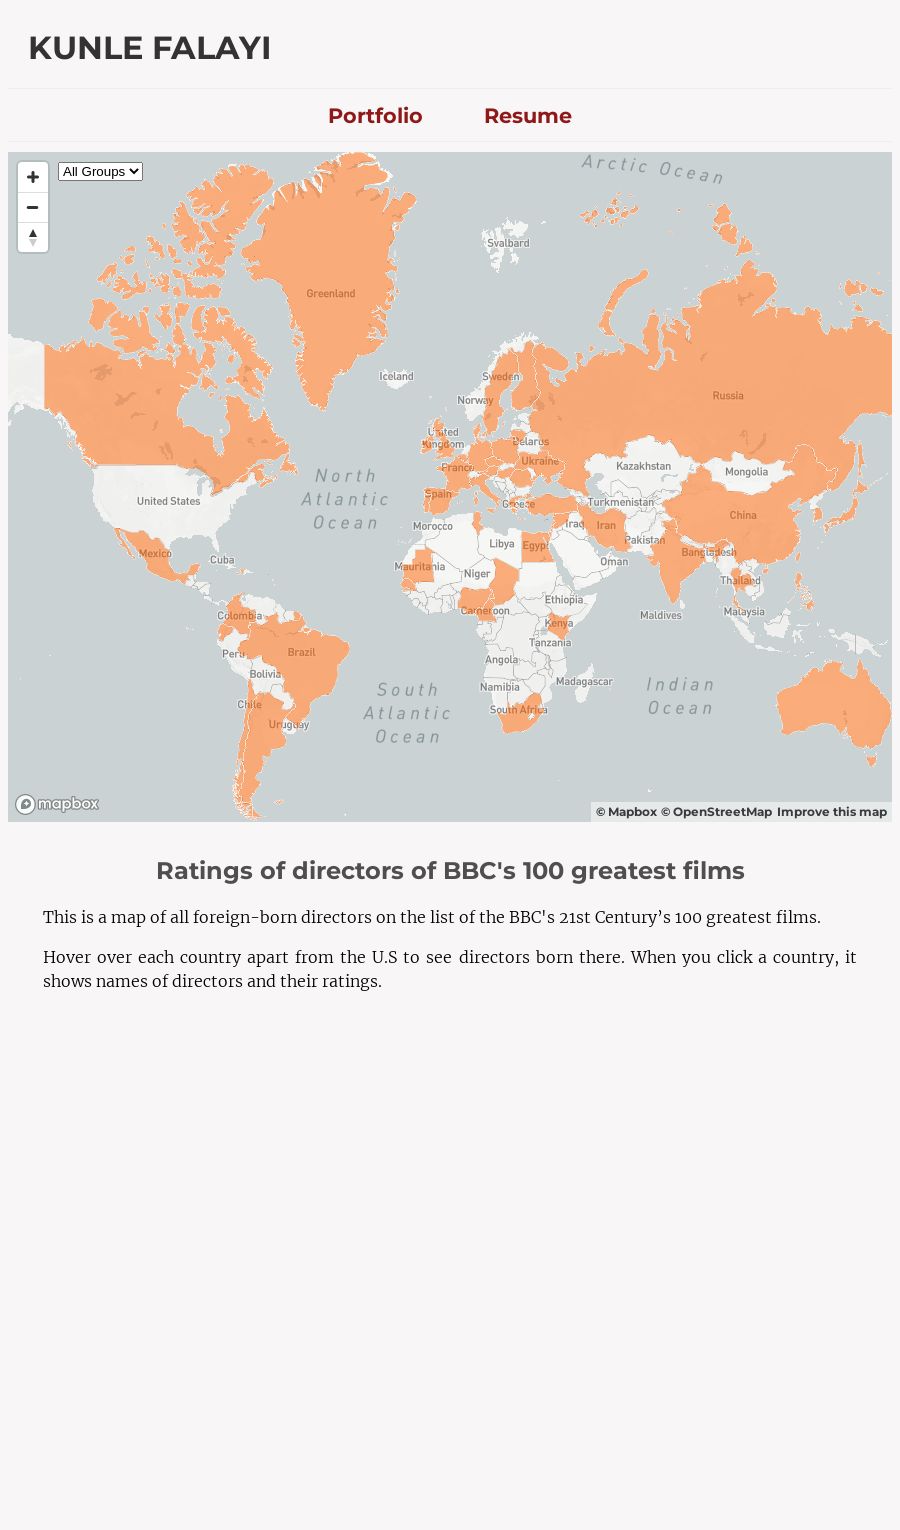 KUNLE FALAYI
Portfolio Resume
All Groups
Arctic Ocean
Svalbard
Greenland
Iceland
Sweden
Norway
Russia
United
Kingdom
Belarus
France
Ukraine
Kazakhstan
Mongolia
North
Atlantic
Ocean
United States
Spain
Greece
Turkmenistan
China
Morocco
Iraq
Iran
Pakistan
Mexico
Cuba
Libya
Egypt
Bangladesh
Oman
Mauritania
Niger
Thailand
Ethiopia
Colombia
Cameroon
Maldives
Malaysia
Kenya
Tanzania
Peru
Brazil
Angola
Bolivia
Namibia
Madagascar
South
Atlantic
Ocean
Indian
Ocean
Chile
South Africa
Uruguay
mapbox
© Mapbox © OpenStreetMap Improve this map
Ratings of directors of BBC's 100 greatest films
This is a map of all foreign-born directors on the list of the BBC's 21st Century’s 100 greatest films.
Hover over each country apart from the U.S to see directors born there. When you click a country, it
shows names of directors and their ratings.